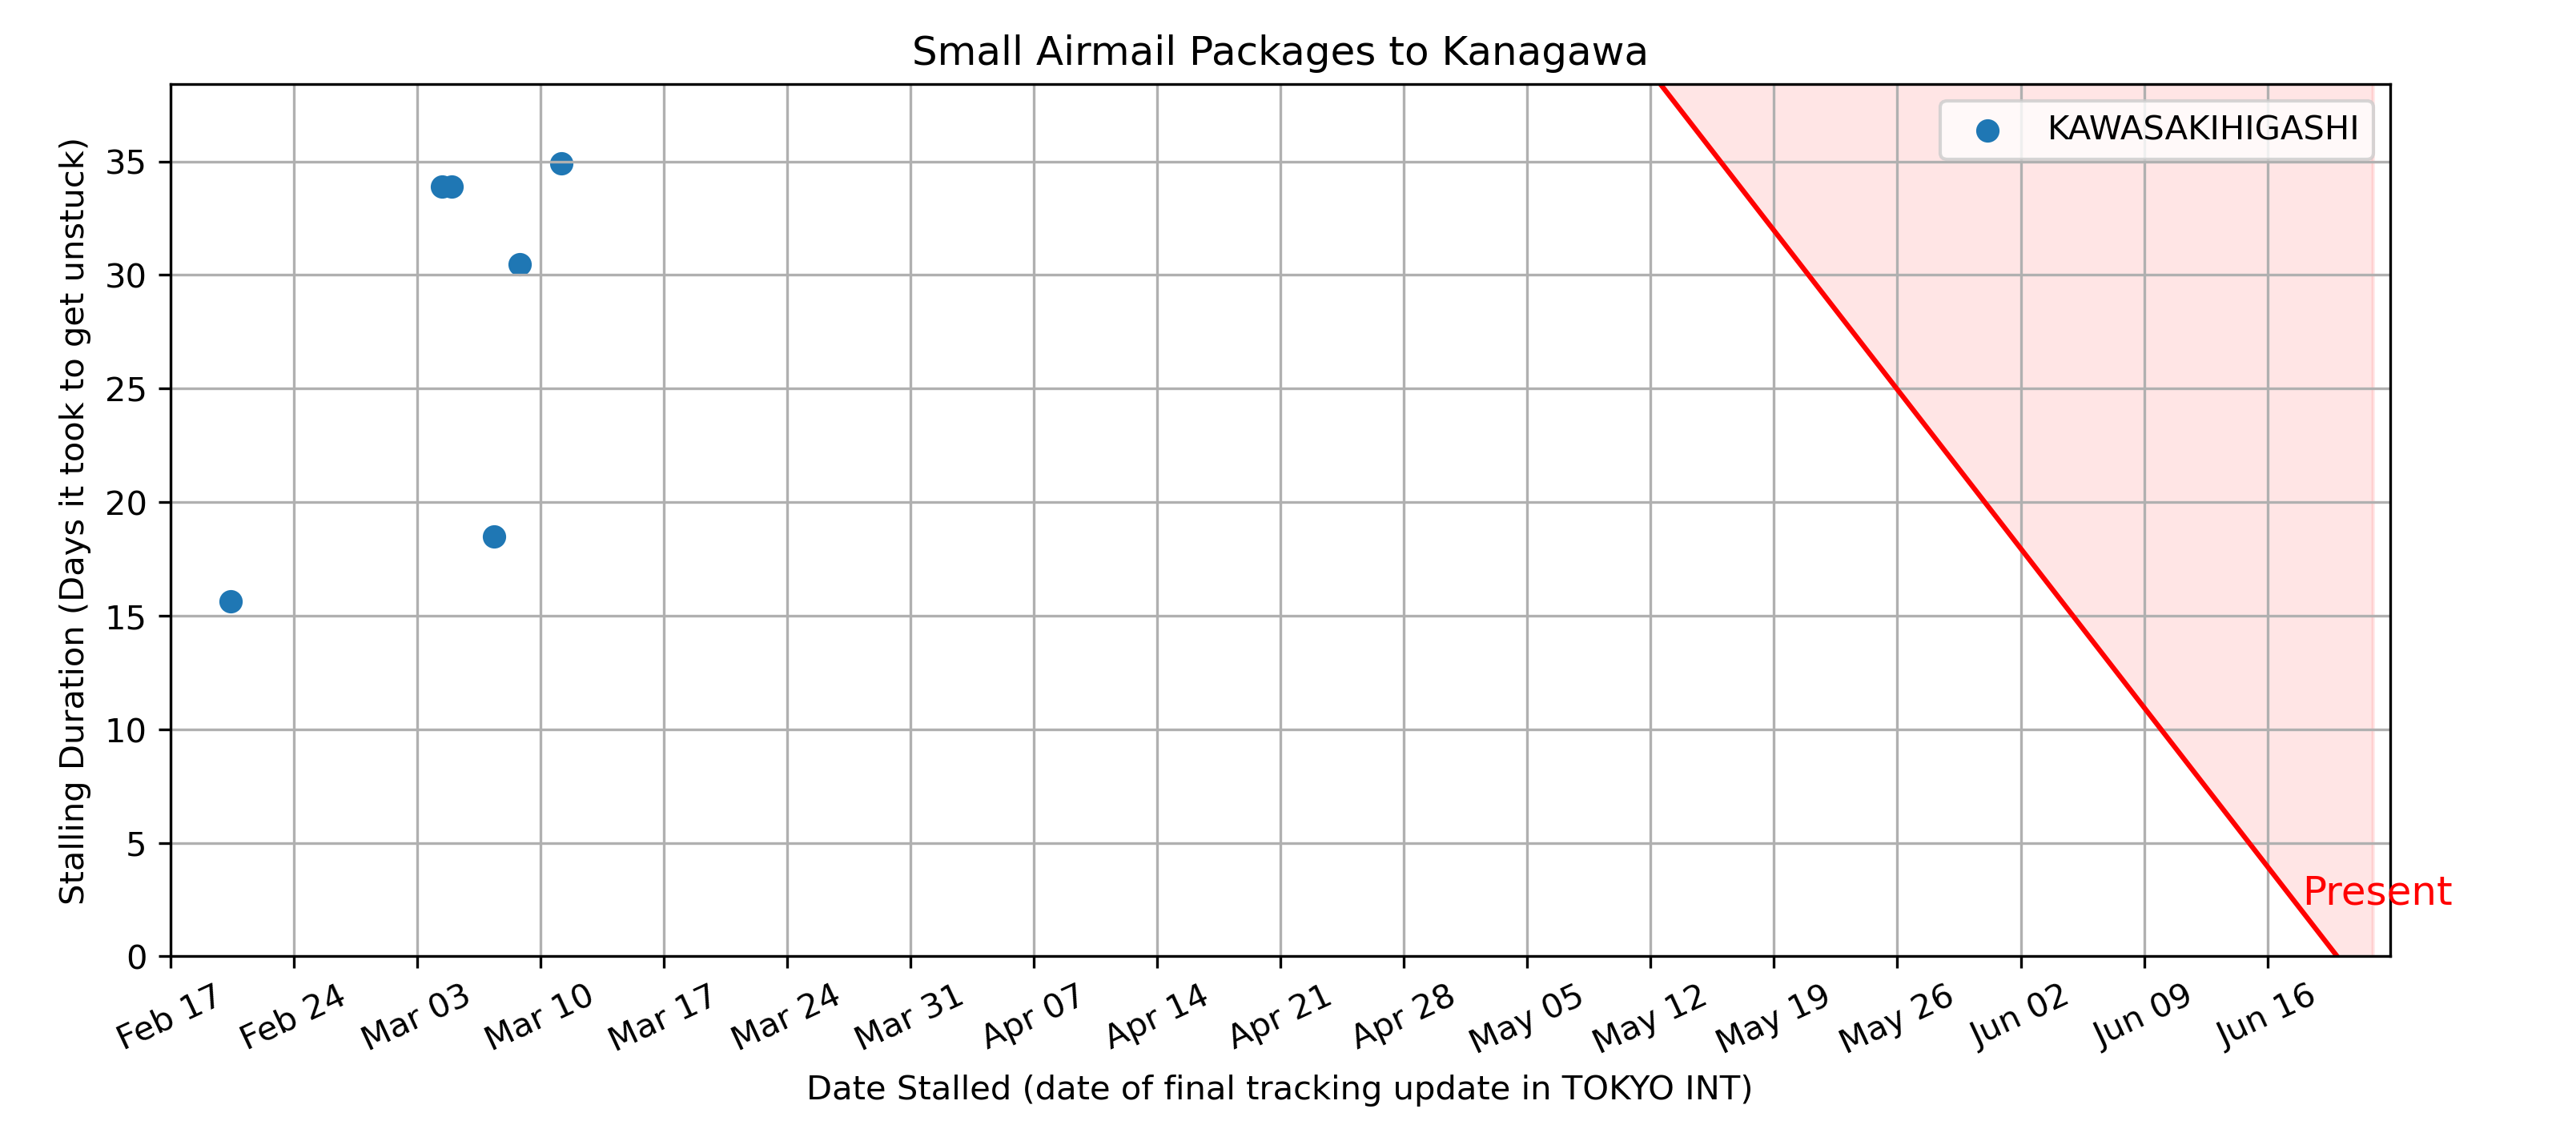 Small Airmail Packages to Kanagawa
KAWASAKIHIGASHI
Stalling Duration (Days it took to get unstuck)
35
30
25
20
15
10
5
0
Present
Feb 17
Feb 24
Mar 03
Mar 10
Mar 17
Mar 24
Mar 31
Apr 07
Apr 14
Apr 21
Apr 28
May 05
May 12
May 19
May 26
Jun 02
Jun 09
Jun 16
Date Stalled (date of final tracking update in TOKYO INT)